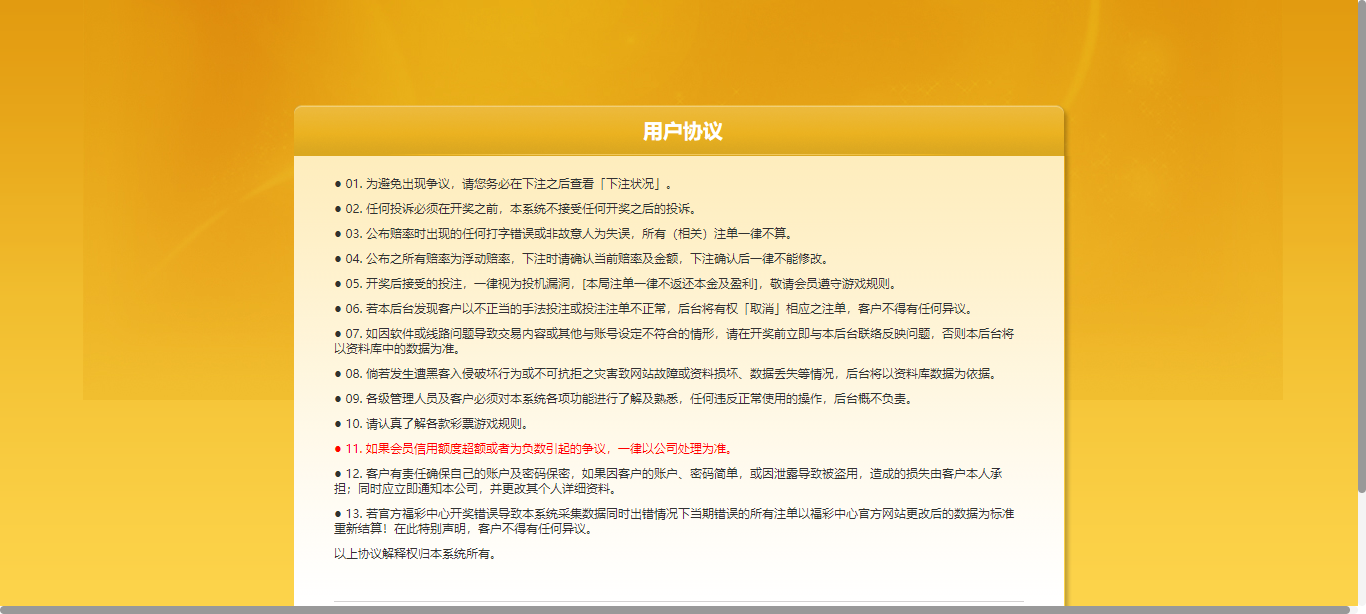 用户协议
● 01. 为避免出现争议，请您务必在下注之后查看「下注状况」。
● 02. 任何投诉必须在开奖之前，本系统不接受任何开奖之后的投诉。
● 03. 公布赔率时出现的任何打字错误或非故意人为失误，所有（相关）注单一律不算。
● 04. 公布之所有赔率为浮动赔率，下注时请确认当前赔率及金额，下注确认后一律不能修改。
● 05. 开奖后接受的投注，一律视为投机漏洞，[本局注单一律不返还本金及盈利]，敬请会员遵守游戏规则。
● 06. 若本后台发现客户以不正当的手法投注或投注注单不正常，后台将有权「取消」相应之注单，客户不得有任何异议。
● 07. 如因软件或线路问题导致交易内容或其他与账号设定不符合的情形，请在开奖前立即与本后台联络反映问题，否则本后台将
以资料库中的数据为准。
● 08. 倘若发生遭黑客入侵破坏行为或不可抗拒之灾害致网站故障或资料损坏、数据丢失等情况，后台将以资料库数据为依据。
● 09. 各级管理人员及客户必须对本系统各项功能进行了解及熟悉，任何违反正常使用的操作，后台概不负责。
● 10. 请认真了解各款彩票游戏规则。
● 11. 如果会员信用额度超额或者为负数引起的争议，一律以公司处理为准。
● 12. 客户有责任确保自己的账户及密码保密，如果因客户的账户、密码简单，或因泄露导致被盗用，造成的损失由客户本人承
担；同时应立即通知本公司，并更改其个人详细资料。
● 13. 若官方福彩中心开奖错误导致本系统采集数据同时出错情况下当期错误的所有注单以福彩中心官方网站更改后的数据为标准
重新结算！在此特别声明，客户不得有任何异议。
以上协议解释权归本系统所有。